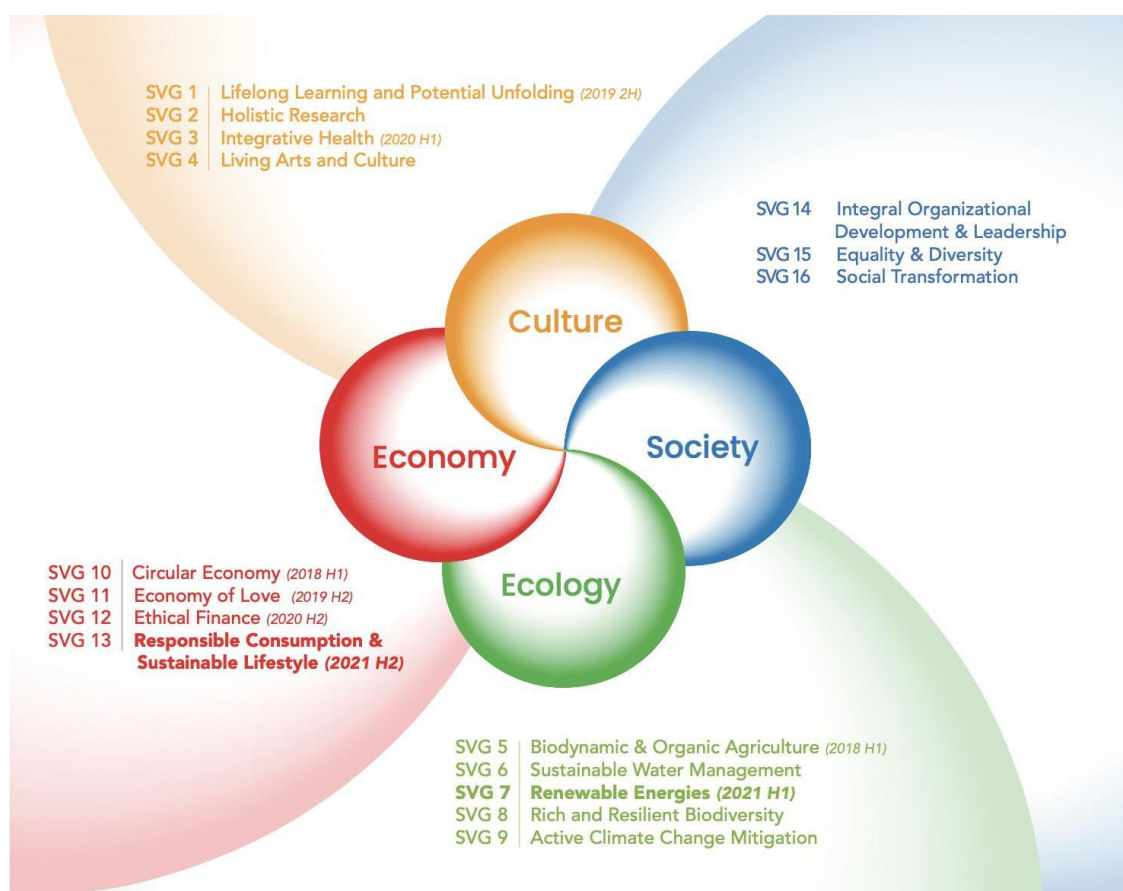 SVG 1 Lifelong Learning and Potential Unfolding (2019 2H)
SVG 2 Holistic Research
SVG 3 Integrative Health (2020 H1)
SVG 4 Living Arts and Culture
SVG 14 Integral Organizational
Development & Leadership
SVG 15 Equality & Diversity
SVG 16 Social Transformation
Culture
Economy
Society
Ecology
SVG 10 Circular Economy (2018 H1)
SVG 11 Economy of Love (2019 H2)
SVG 12 Ethical Finance (2020 H2)
SVG 13 Responsible Consumption &
Sustainable Lifestyle (2021 H2)
SVG 5 Biodynamic & Organic Agriculture (2018 H1)
SVG 6 Sustainable Water Management
SVG 7 Renewable Energies (2021 H1)
SVG 8 Rich and Resilient Biodiversity
SVG 9 Active Climate Change Mitigation